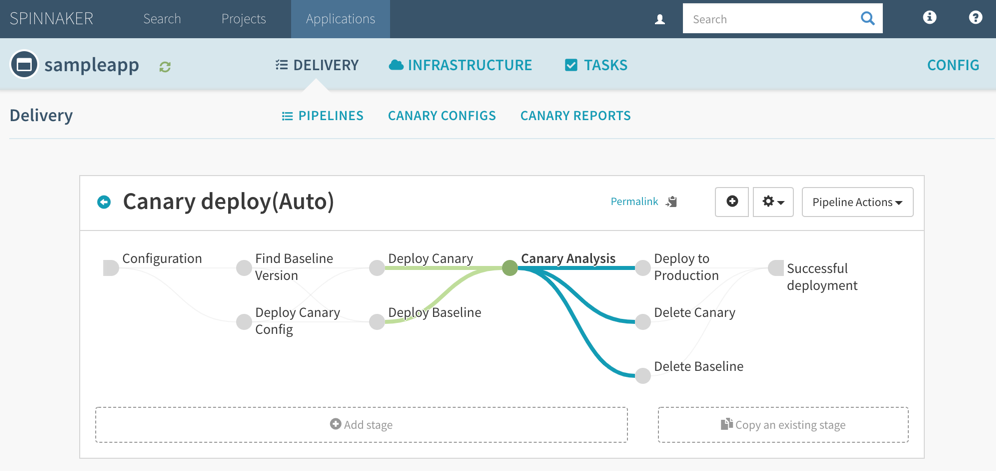 SPINNAKER Search Projects Applications Search
sampleapp DELIVERY INFRASTRUCTURE TASKS CONFIG
Delivery PIPELINES CANARY CONFIGS CANARY REPORTS
Canary deploy(Auto) Permalink Pipeline Actions
Configuration
Find Baseline
Version
Deploy Canary
Config
Deploy Canary
Deploy Baseline
Canary Analysis
Deploy to
Production
Delete Canary
Delete Baseline
Successful
deployment
Add stage
Copy an existing stage